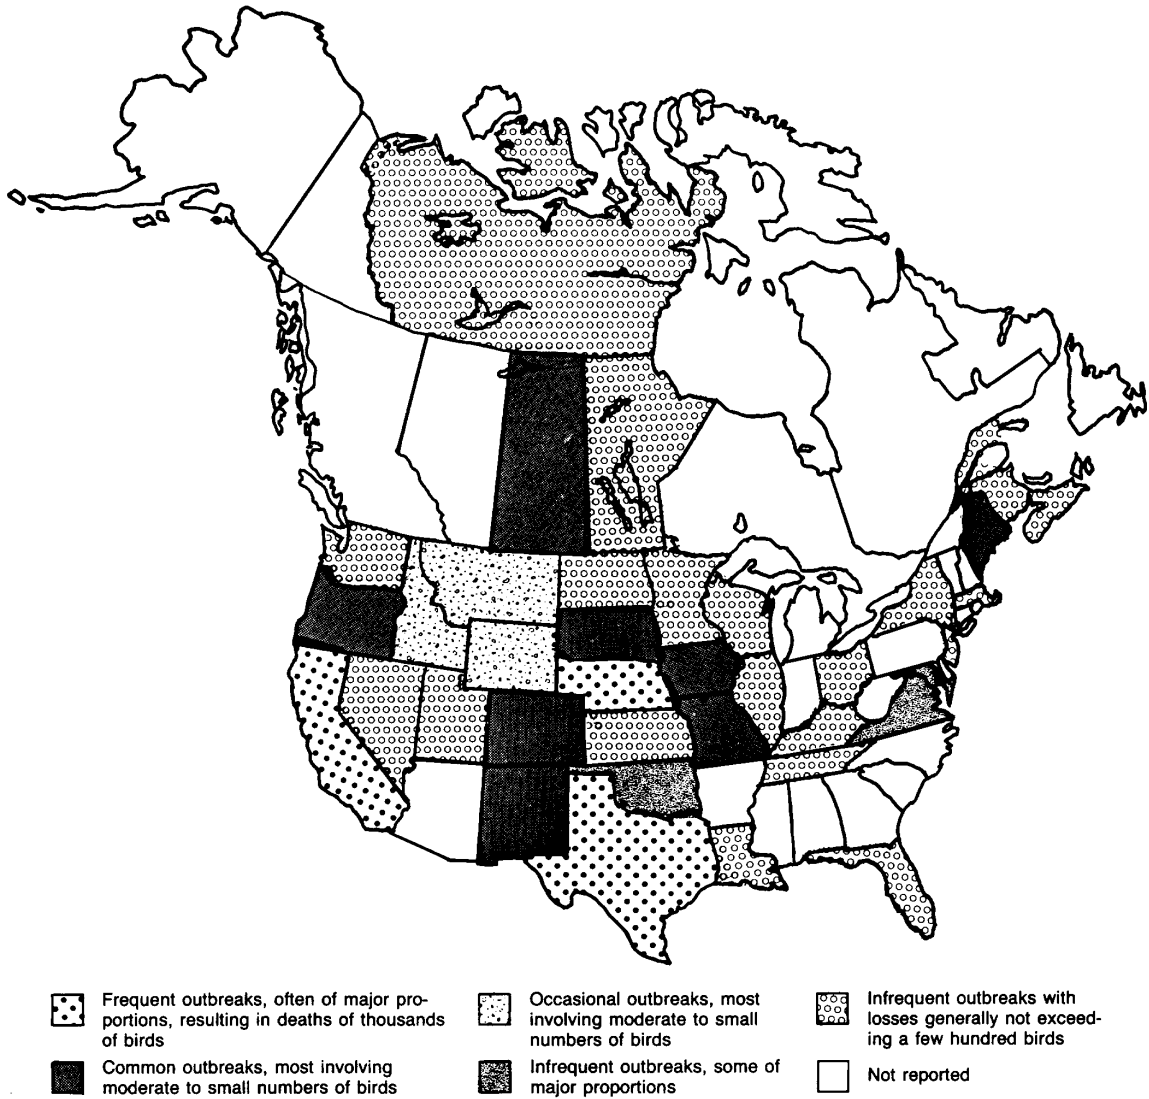 Frequent outbreaks, often of major pro-
portions, resulting in deaths of thousands
of birds
Common outbreaks, most involving
moderate to small numbers of birds
Occasional outbreaks, most
involving moderate to small
numbers of birds
Infrequent outbreaks, some of
major proportions
Infrequent outbreaks with
losses generally not exceed-
ing a few hundred birds
Not reported